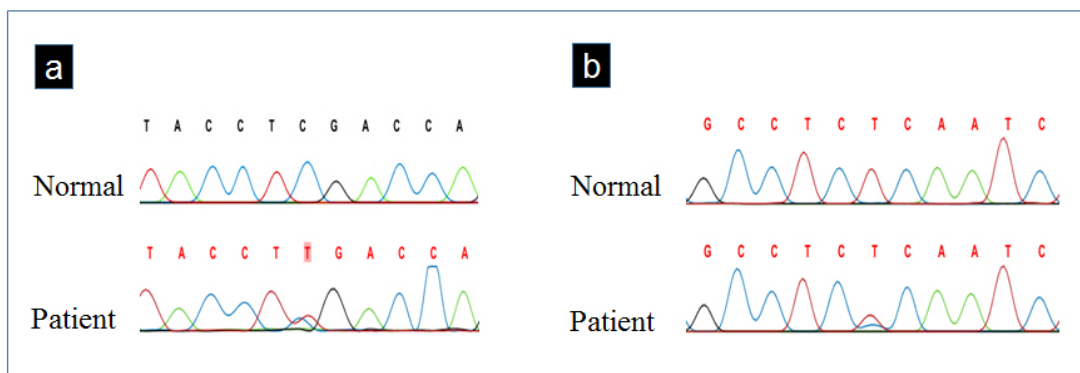 a
T A C C T C G A C C A
Normal
T A C C T T G A C C A
Patient
b
G C C T C T C A A T C
Normal
G C C T C T C A A T C
Patient